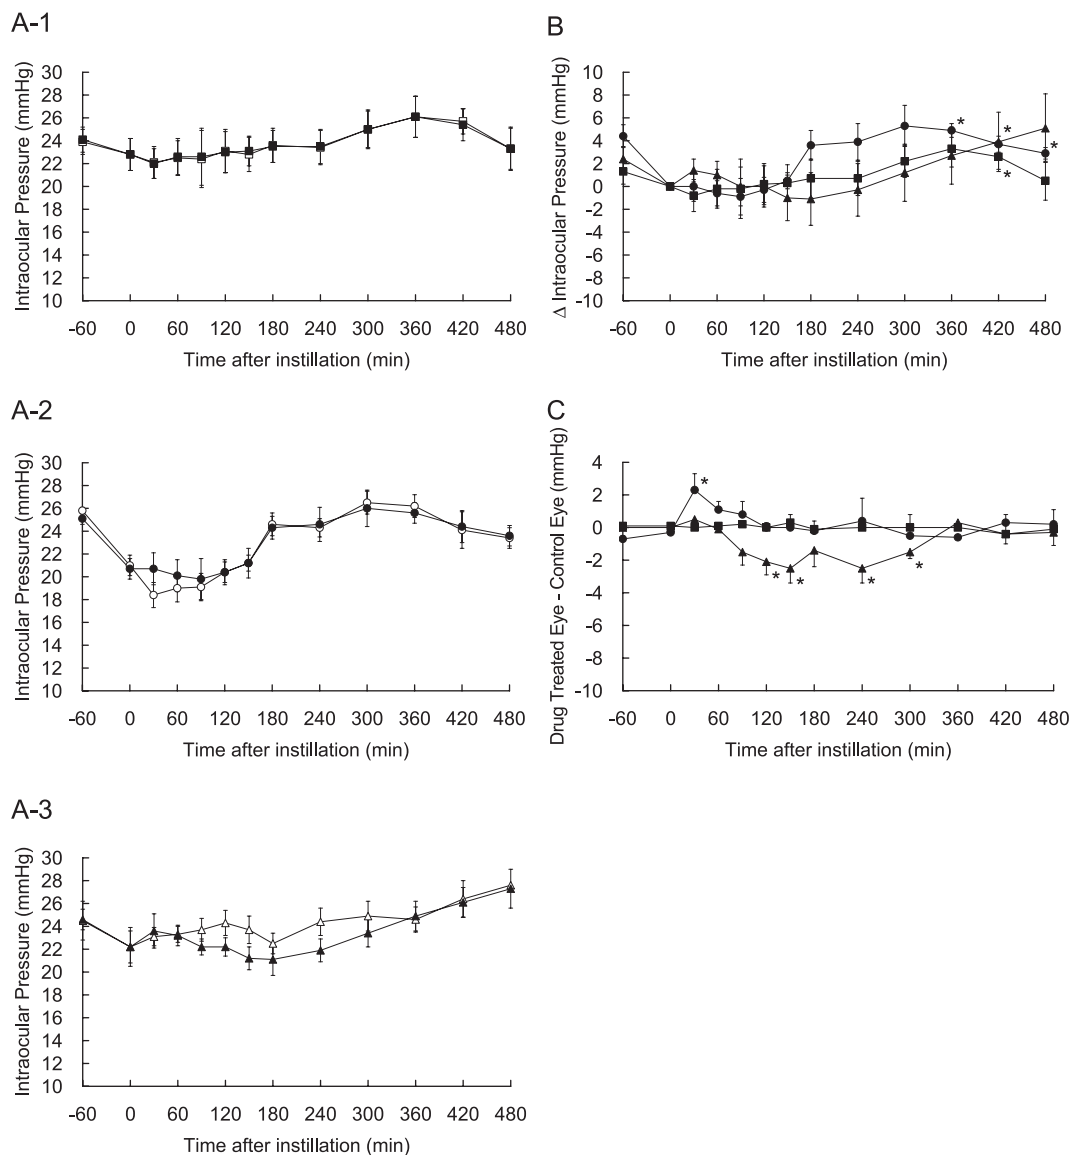 A-1
Intraocular Pressure (mmHg)
30
28
26
24
22
20
18
16
14
12
10
-60 0 60 120 180 240 300 360 420 480
Time after instillation (min)
B
Δ Intraocular Pressure (mmHg)
10
8
6
4
2
0
-2
-4
-6
-8
-10
* * * *
-60 0 60 120 180 240 300 360 420 480
Time after instillation (min)
A-2
Intraocular Pressure (mmHg)
30
28
26
24
22
20
18
16
14
12
10
-60 0 60 120 180 240 300 360 420 480
Time after instillation (min)
C
Drug Treated Eye - Control Eye (mmHg)
4
2
0
-2
-4
-6
-8
-10
* * * * *
-60 0 60 120 180 240 300 360 420 480
Time after instillation (min)
A-3
Intraocular Pressure (mmHg)
30
28
26
24
22
20
18
16
14
12
10
-60 0 60 120 180 240 300 360 420 480
Time after instillation (min)